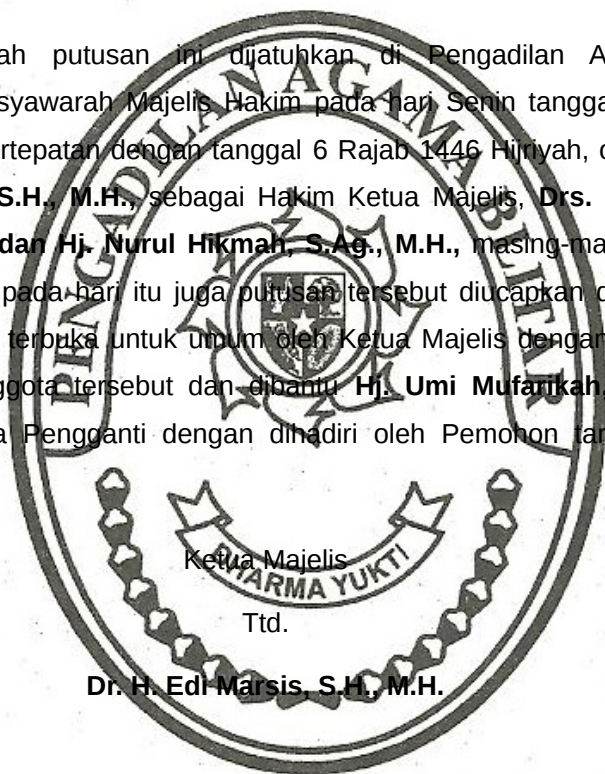 ah putusan ini dijatuhkan di Pengadilan A
syawarah Majelis Hakim pada hari Senin tangga
rtepatan dengan tanggal 6 Rajab 1446 Hijriyah, o
S.H., M.H., sebagai Hakim Ketua Majelis, Drs.
dan Hj. Nurul Hikmah, S.Ag., M.H., masing-ma
pada hari itu juga putusan tersebut diucapkan d
terbuka untuk umum oleh Ketua Majelis dengan
ggota tersebut dan dibantu Hj. Umi Mufarikah,
a Pengganti dengan dihadiri oleh Pemohon tan
PENGADILAN AGAMA BLITAR
Ketua Majelis
DHARMA YUKTI
Ttd.
Dr. H. Edi Marsis, S.H., M.H.